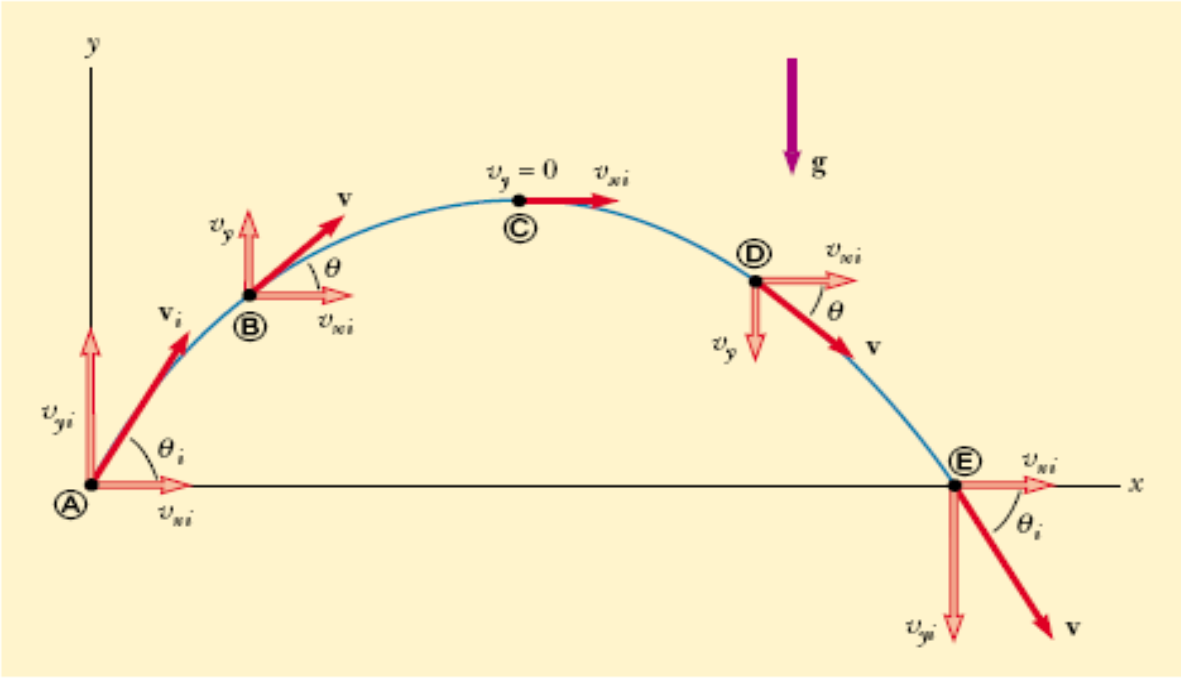 y
g
v_y = 0
v_xi
C
v
v_y
θ
v_xi
B
D
v_xi
θ
v_y
v
v_i
v_yi
θ_i
A
v_xi
E
v_xi
x
θ_i
v_yi
v